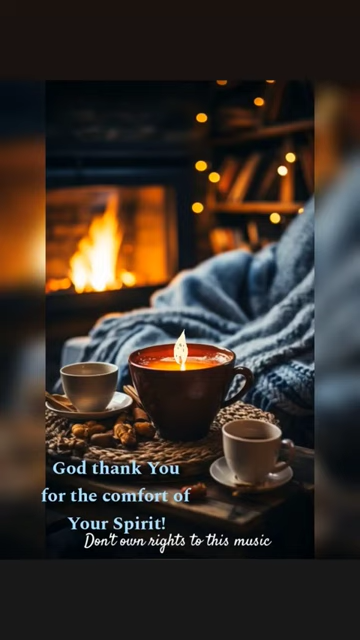 God thank You
for the comfort of
Your Spirit!
Don't own rights to this music